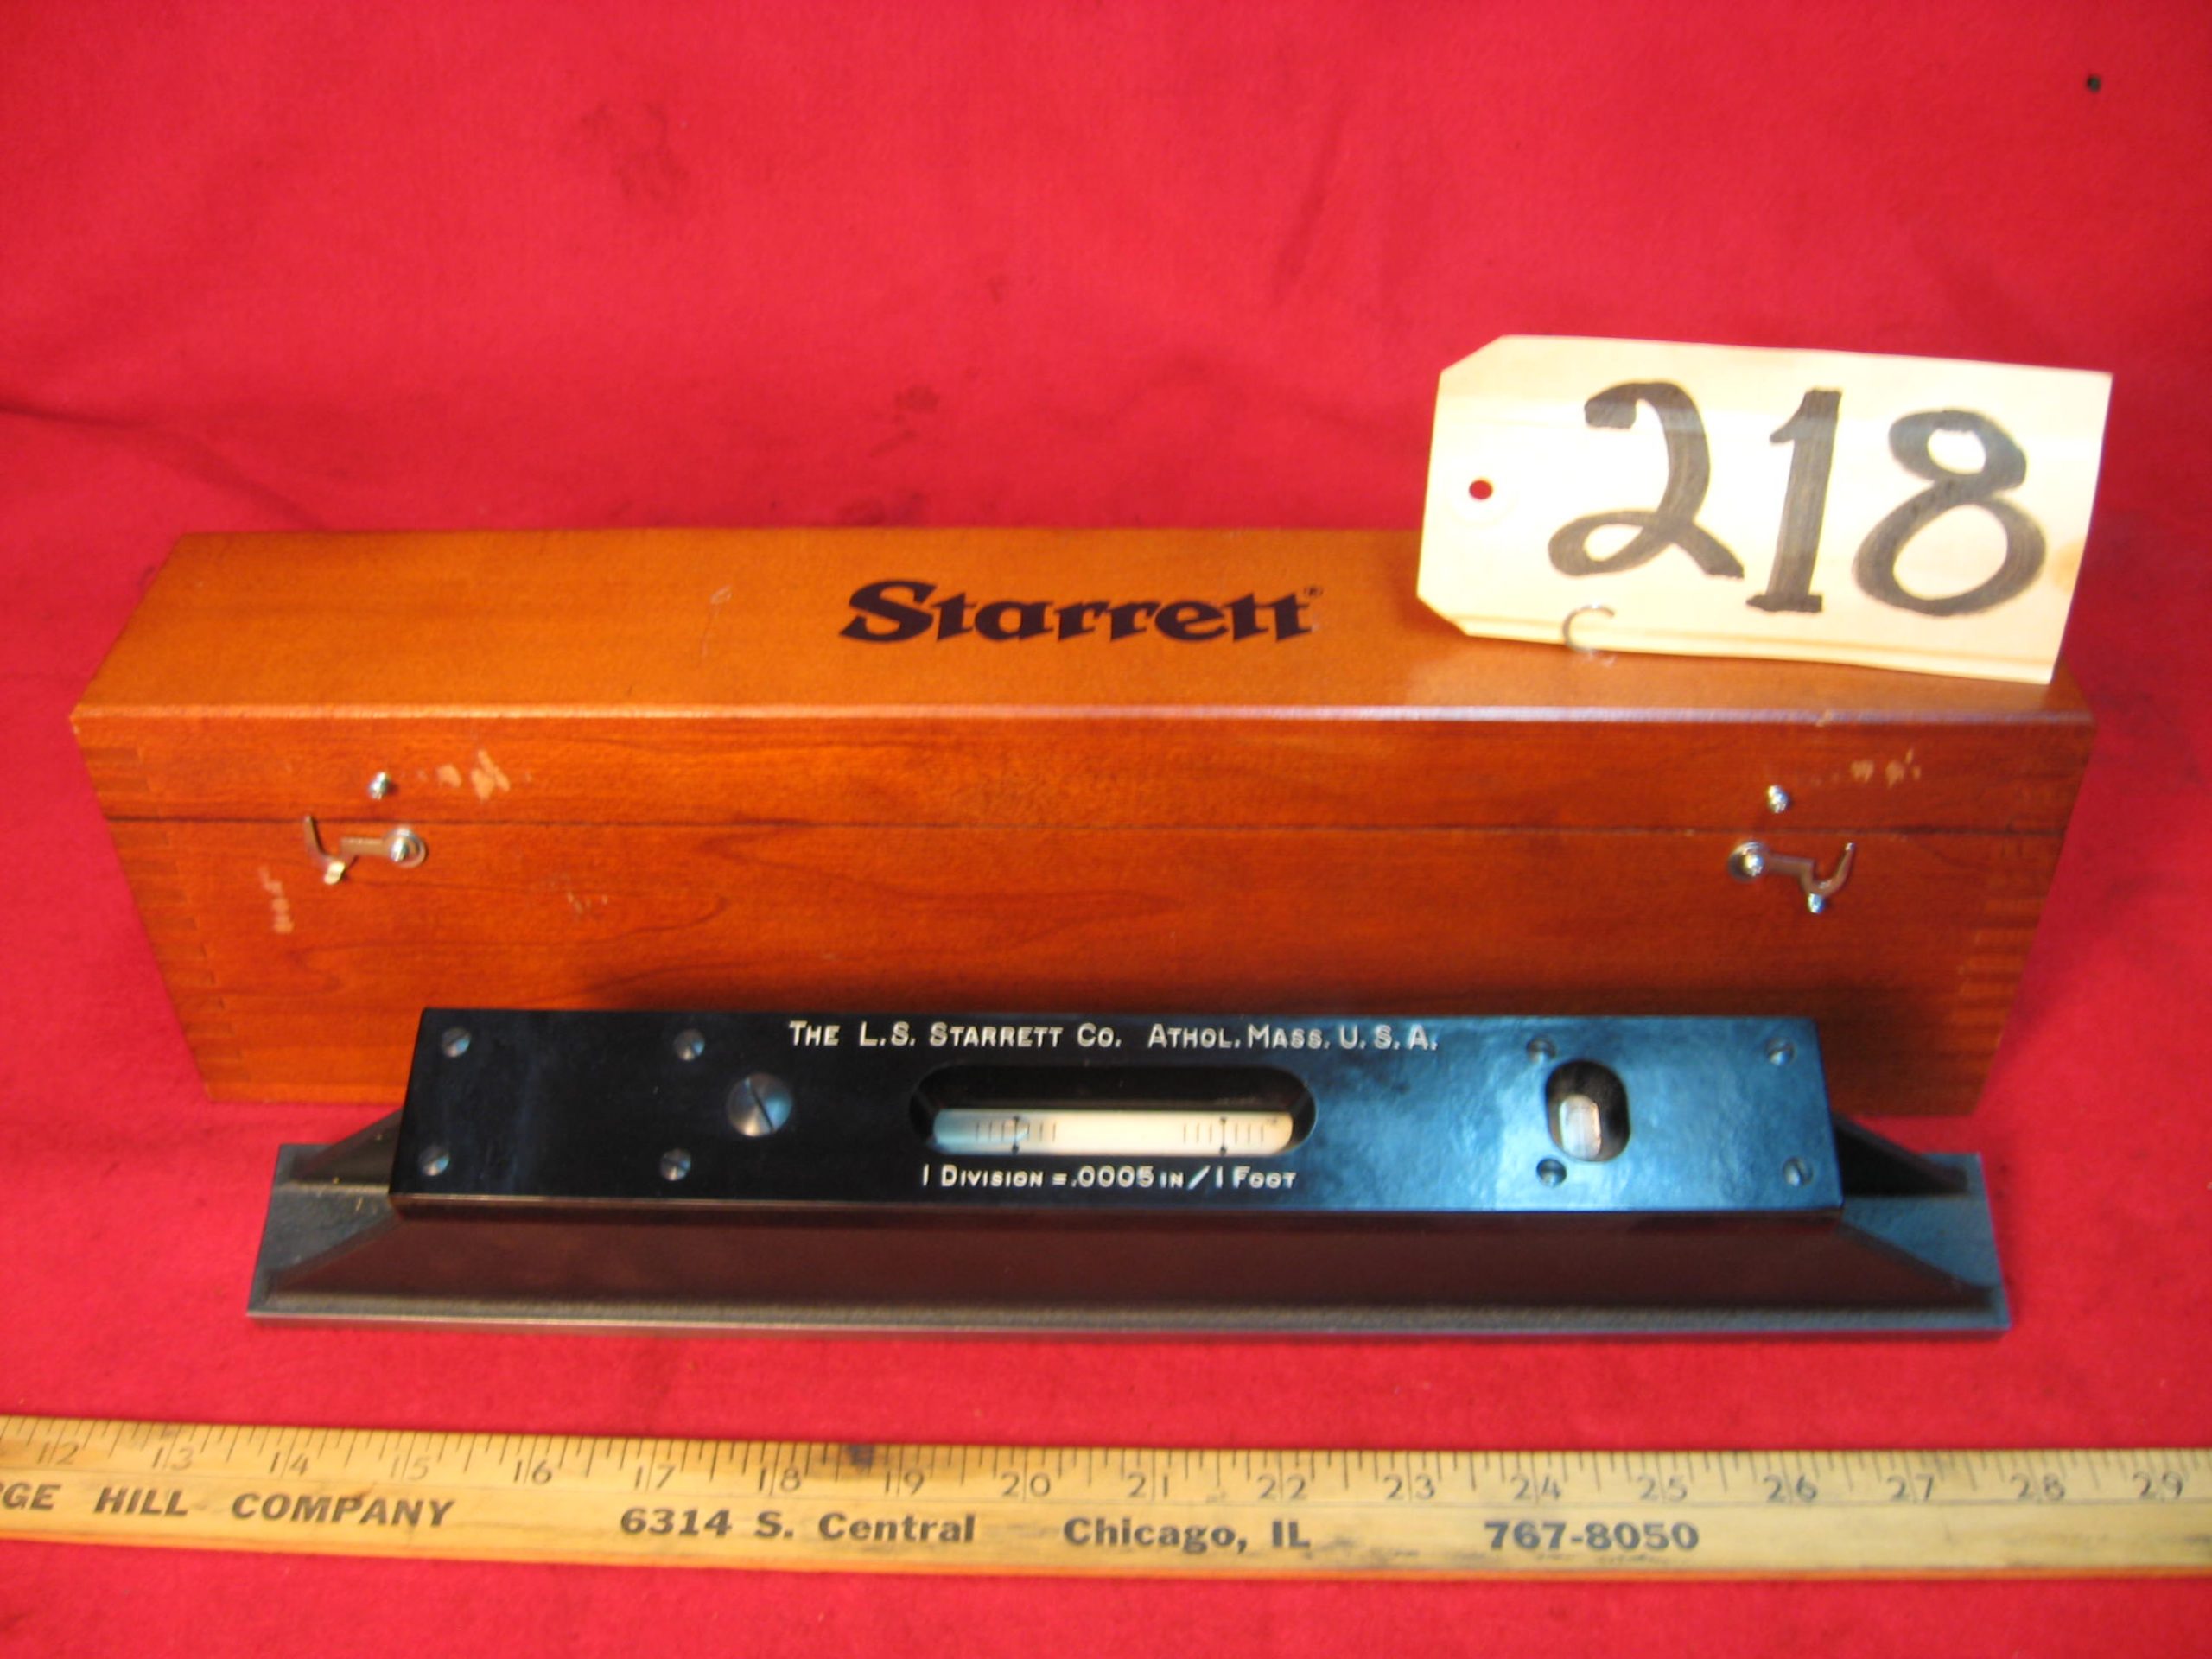 218
Starrett®
THE L.S. STARRETT CO. ATHOL. MASS. U.S.A.
1 DIVISION = .0005 IN / 1 FOOT
12 13 14 15 16 17 18 19 20 21 22 23 24 25 26 27 28 29
GE HILL COMPANY 6314 S. Central Chicago, IL 767-8050